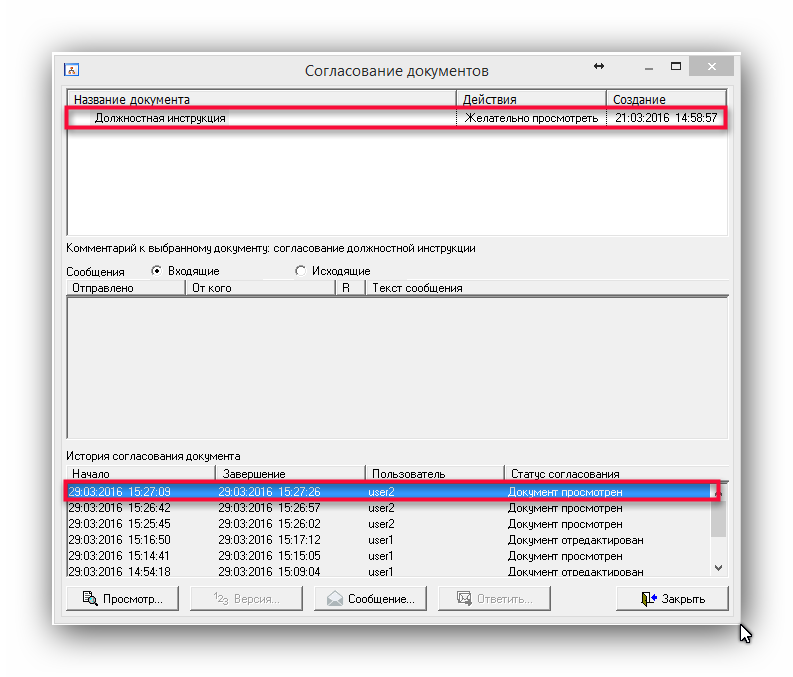 Согласование документов
Название документа Действия Создание
Должностная инструкция Желательно просмотреть 21:03:2016 14:58:57
Комментарий к выбранному документу: согласование должностной инструкции
Сообщения Входящие Исходящие
Отправлено От кого R Текст сообщения
История согласования документа
Начало Завершение Пользователь Статус согласования
29:03:2016 15:27:09 29:03:2016 15:27:26 user2 Документ просмотрен
29:03:2016 15:26:42 29:03:2016 15:26:57 user2 Документ просмотрен
29:03:2016 15:25:45 29:03:2016 15:26:02 user2 Документ просмотрен
29:03:2016 15:16:50 29:03:2016 15:17:12 user1 Документ отредактирован
29:03:2016 15:14:41 29:03:2016 15:15:05 user1 Документ просмотрен
29:03:2016 14:54:18 29:03:2016 15:09:04 user1 Документ отредактирован
Просмотр... 123 Версия... Сообщение... Ответить... Закрыть